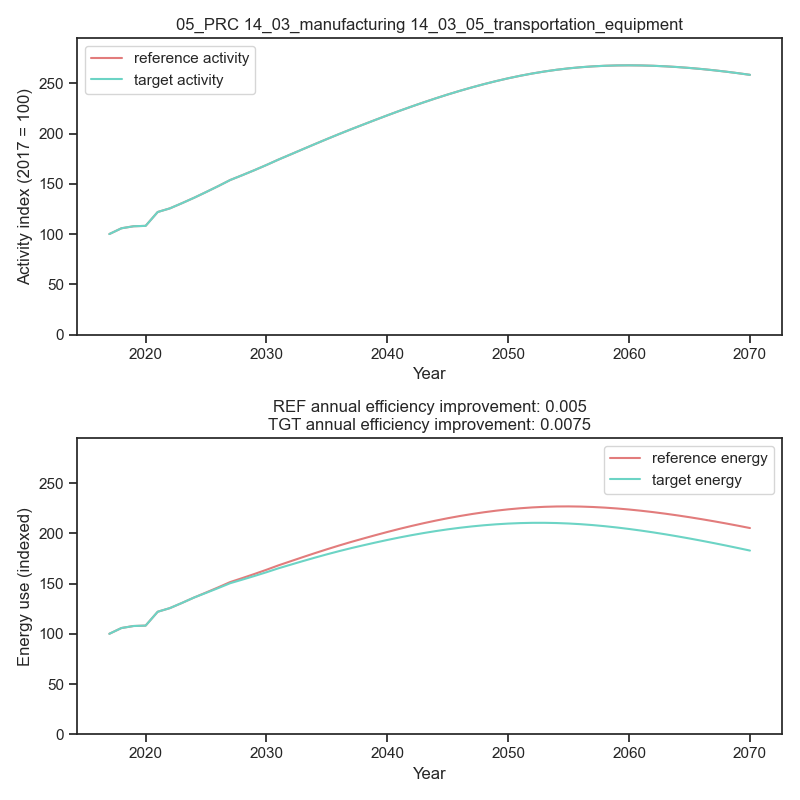 05_PRC 14_03_manufacturing 14_03_05_transportation_equipment
reference activity
target activity
Activity index (2017 = 100)
250
200
150
100
50
0
2020 2030 2040 2050 2060 2070
Year
REF annual efficiency improvement: 0.005
TGT annual efficiency improvement: 0.0075
reference energy
target energy
Energy use (indexed)
250
200
150
100
50
0
2020 2030 2040 2050 2060 2070
Year